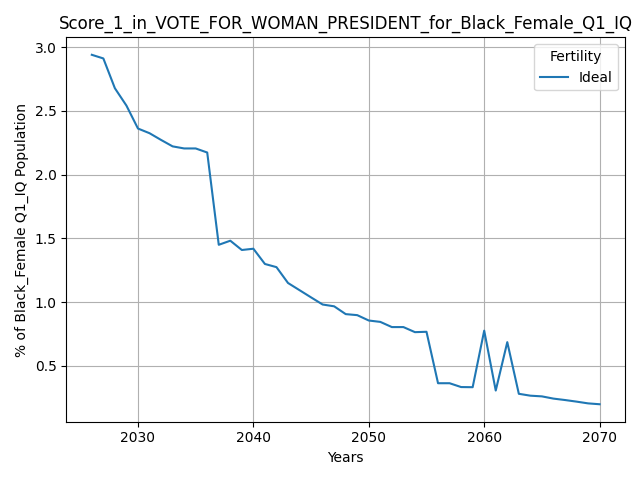 Score_1_in_VOTE_FOR_WOMAN_PRESIDENT_for_Black_Female_Q1_IQ
Fertility
Ideal
% of Black_Female Q1_IQ Population
3.0
2.5
2.0
1.5
1.0
0.5
2030 2040 2050 2060 2070
Years